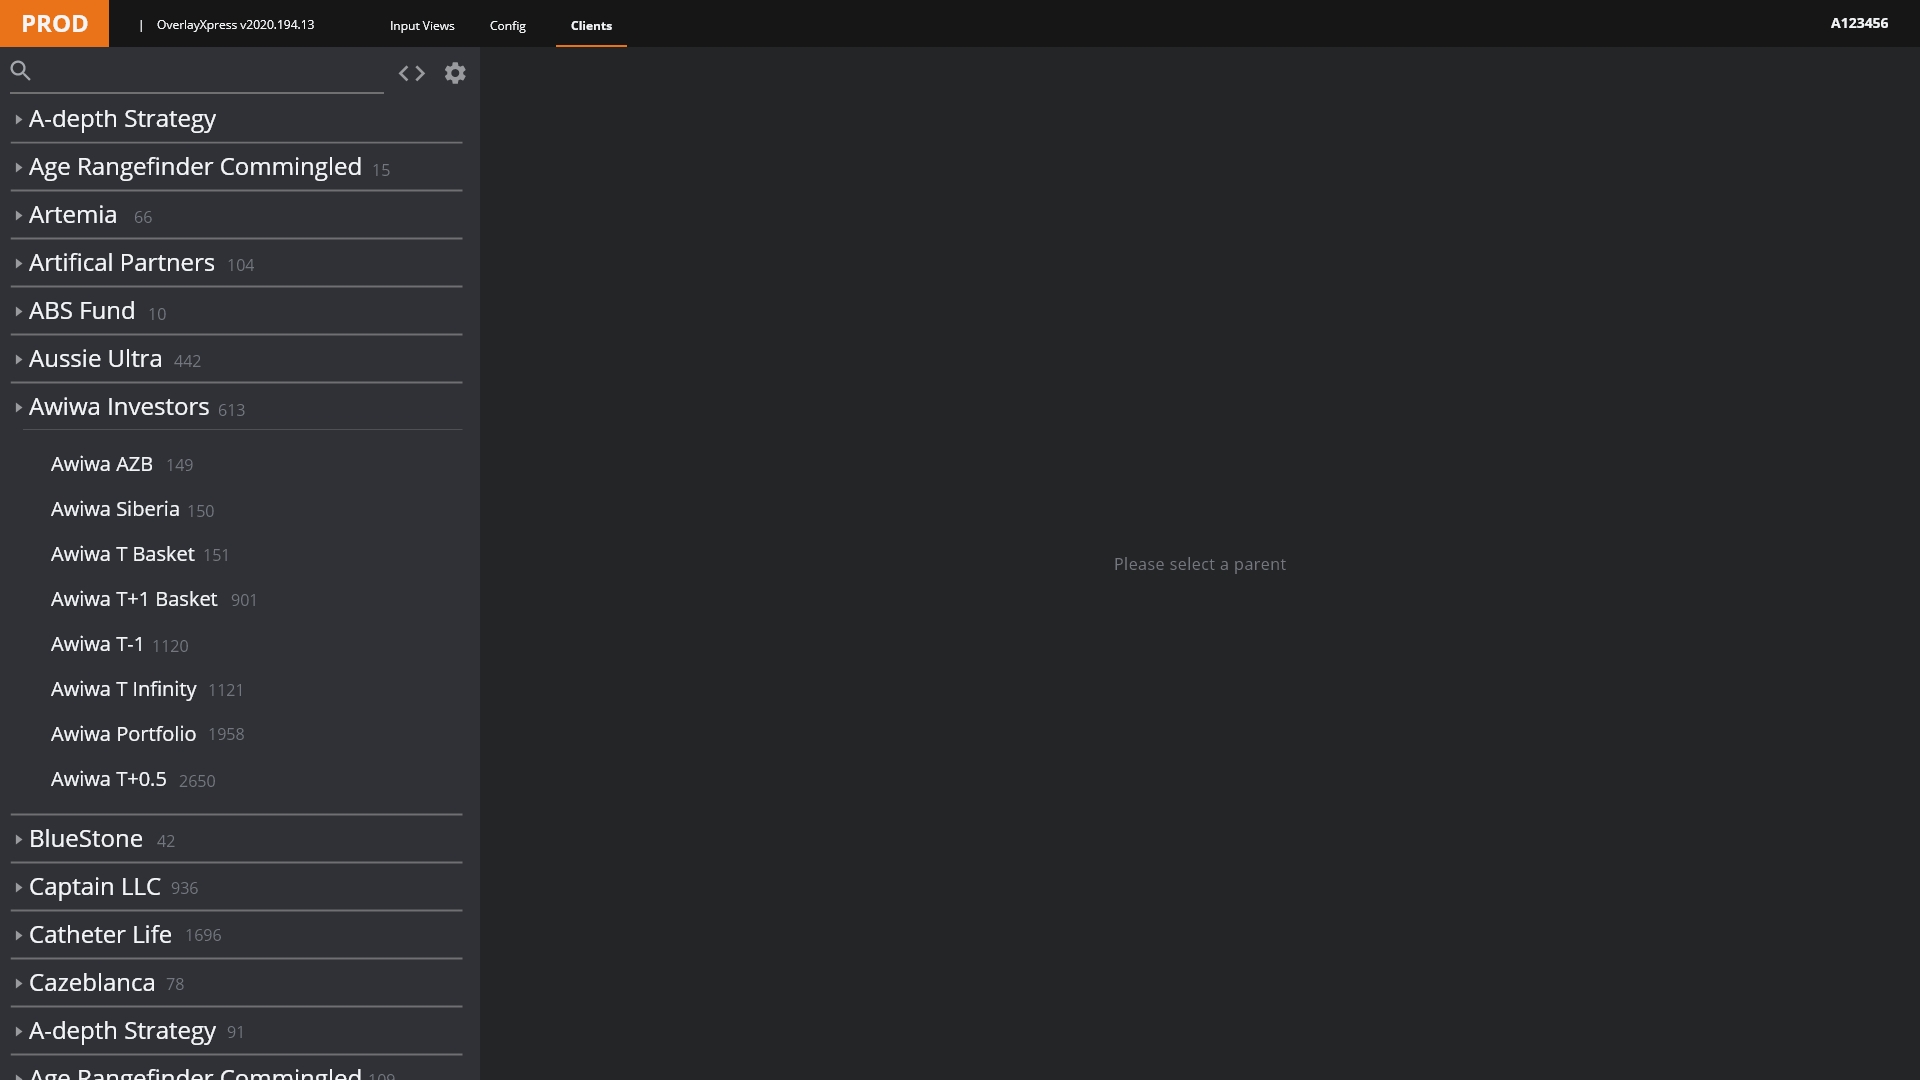 PROD | OverlayXpress v2020.194.13 Input Views Config Clients A123456
A-depth Strategy
Age Rangefinder Commingled 15
Artemia 66
Artifical Partners 104
ABS Fund 10
Aussie Ultra 442
Awiwa Investors 613
Awiwa AZB 149
Awiwa Siberia 150
Awiwa T Basket 151
Awiwa T+1 Basket 901
Awiwa T-1 1120
Awiwa T Infinity 1121
Awiwa Portfolio 1958
Awiwa T+0.5 2650
BlueStone 42
Captain LLC 936
Catheter Life 1696
Cazeblanca 78
A-depth Strategy 91
Age Rangefinder Commingled 109
Please select a parent